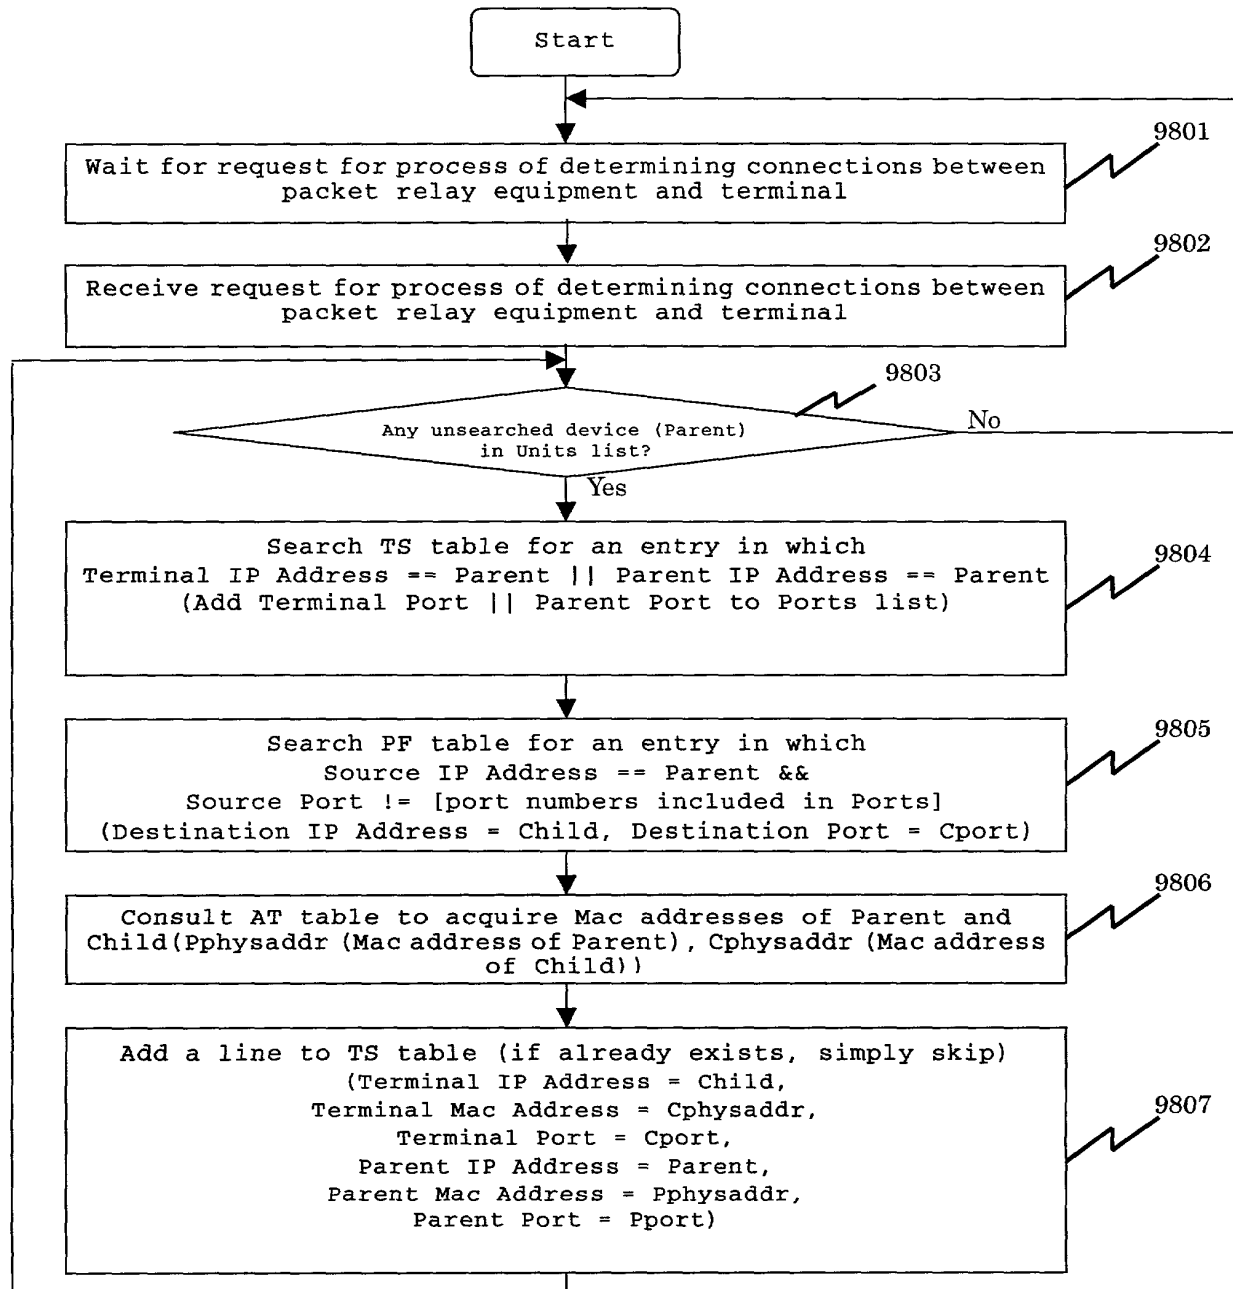 Start
9801
Wait for request for process of determining connections between
packet relay equipment and terminal
9802
Receive request for process of determining connections between
packet relay equipment and terminal
9803
Any unsearched device (Parent)
in Units list?
No
Yes
9804
Search TS table for an entry in which
Terminal IP Address == Parent || Parent IP Address == Parent
(Add Terminal Port || Parent Port to Ports list)
9805
Search PF table for an entry in which
Source IP Address == Parent &&
Source Port != [port numbers included in Ports]
(Destination IP Address = Child, Destination Port = Cport)
9806
Consult AT table to acquire Mac addresses of Parent and
Child(Pphysaddr (Mac address of Parent), Cphysaddr (Mac address
of Child))
9807
Add a line to TS table (if already exists, simply skip)
(Terminal IP Address = Child,
Terminal Mac Address = Cphysaddr,
Terminal Port = Cport,
Parent IP Address = Parent,
Parent Mac Address = Pphysaddr,
Parent Port = Pport)